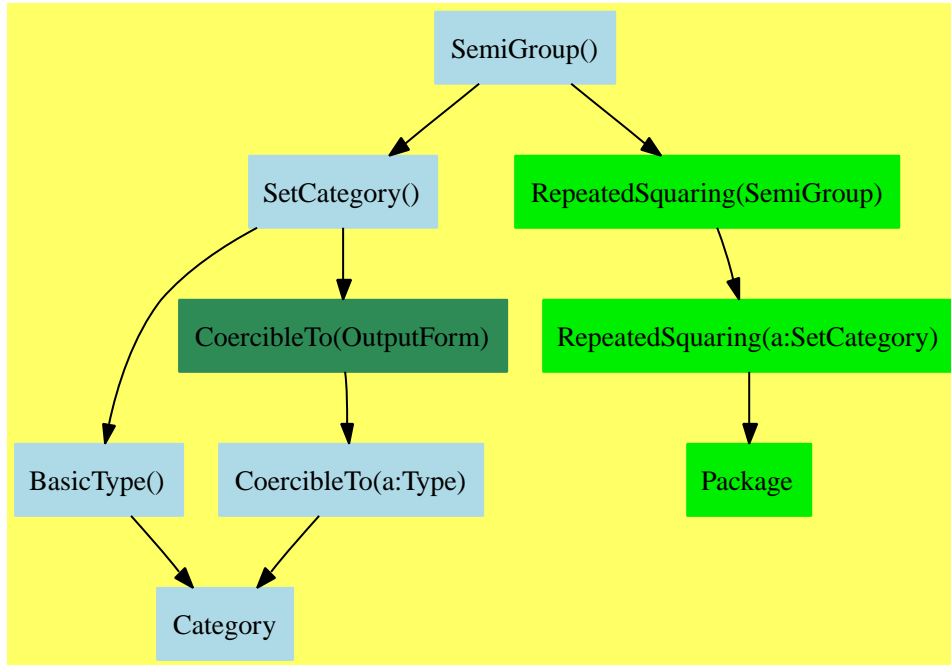 SemiGroup()
SetCategory()
RepeatedSquaring(SemiGroup)
CoercibleTo(OutputForm)
RepeatedSquaring(a:SetCategory)
BasicType()
CoercibleTo(a:Type)
Package
Category